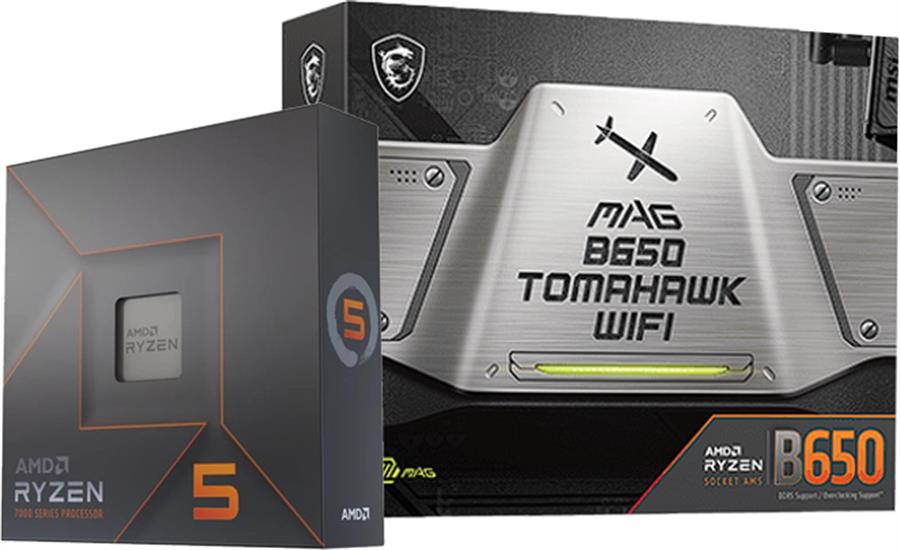 AMD
RYZEN
5
AMD
RYZEN
7000 SERIES PROCESSOR
5
AMD
msi
MAG
B650
TOMAHAWK
WIFI
MAG
AMD
RYZEN
SOCKET AM5
B650
DDR5 Support / Overclocking Support*